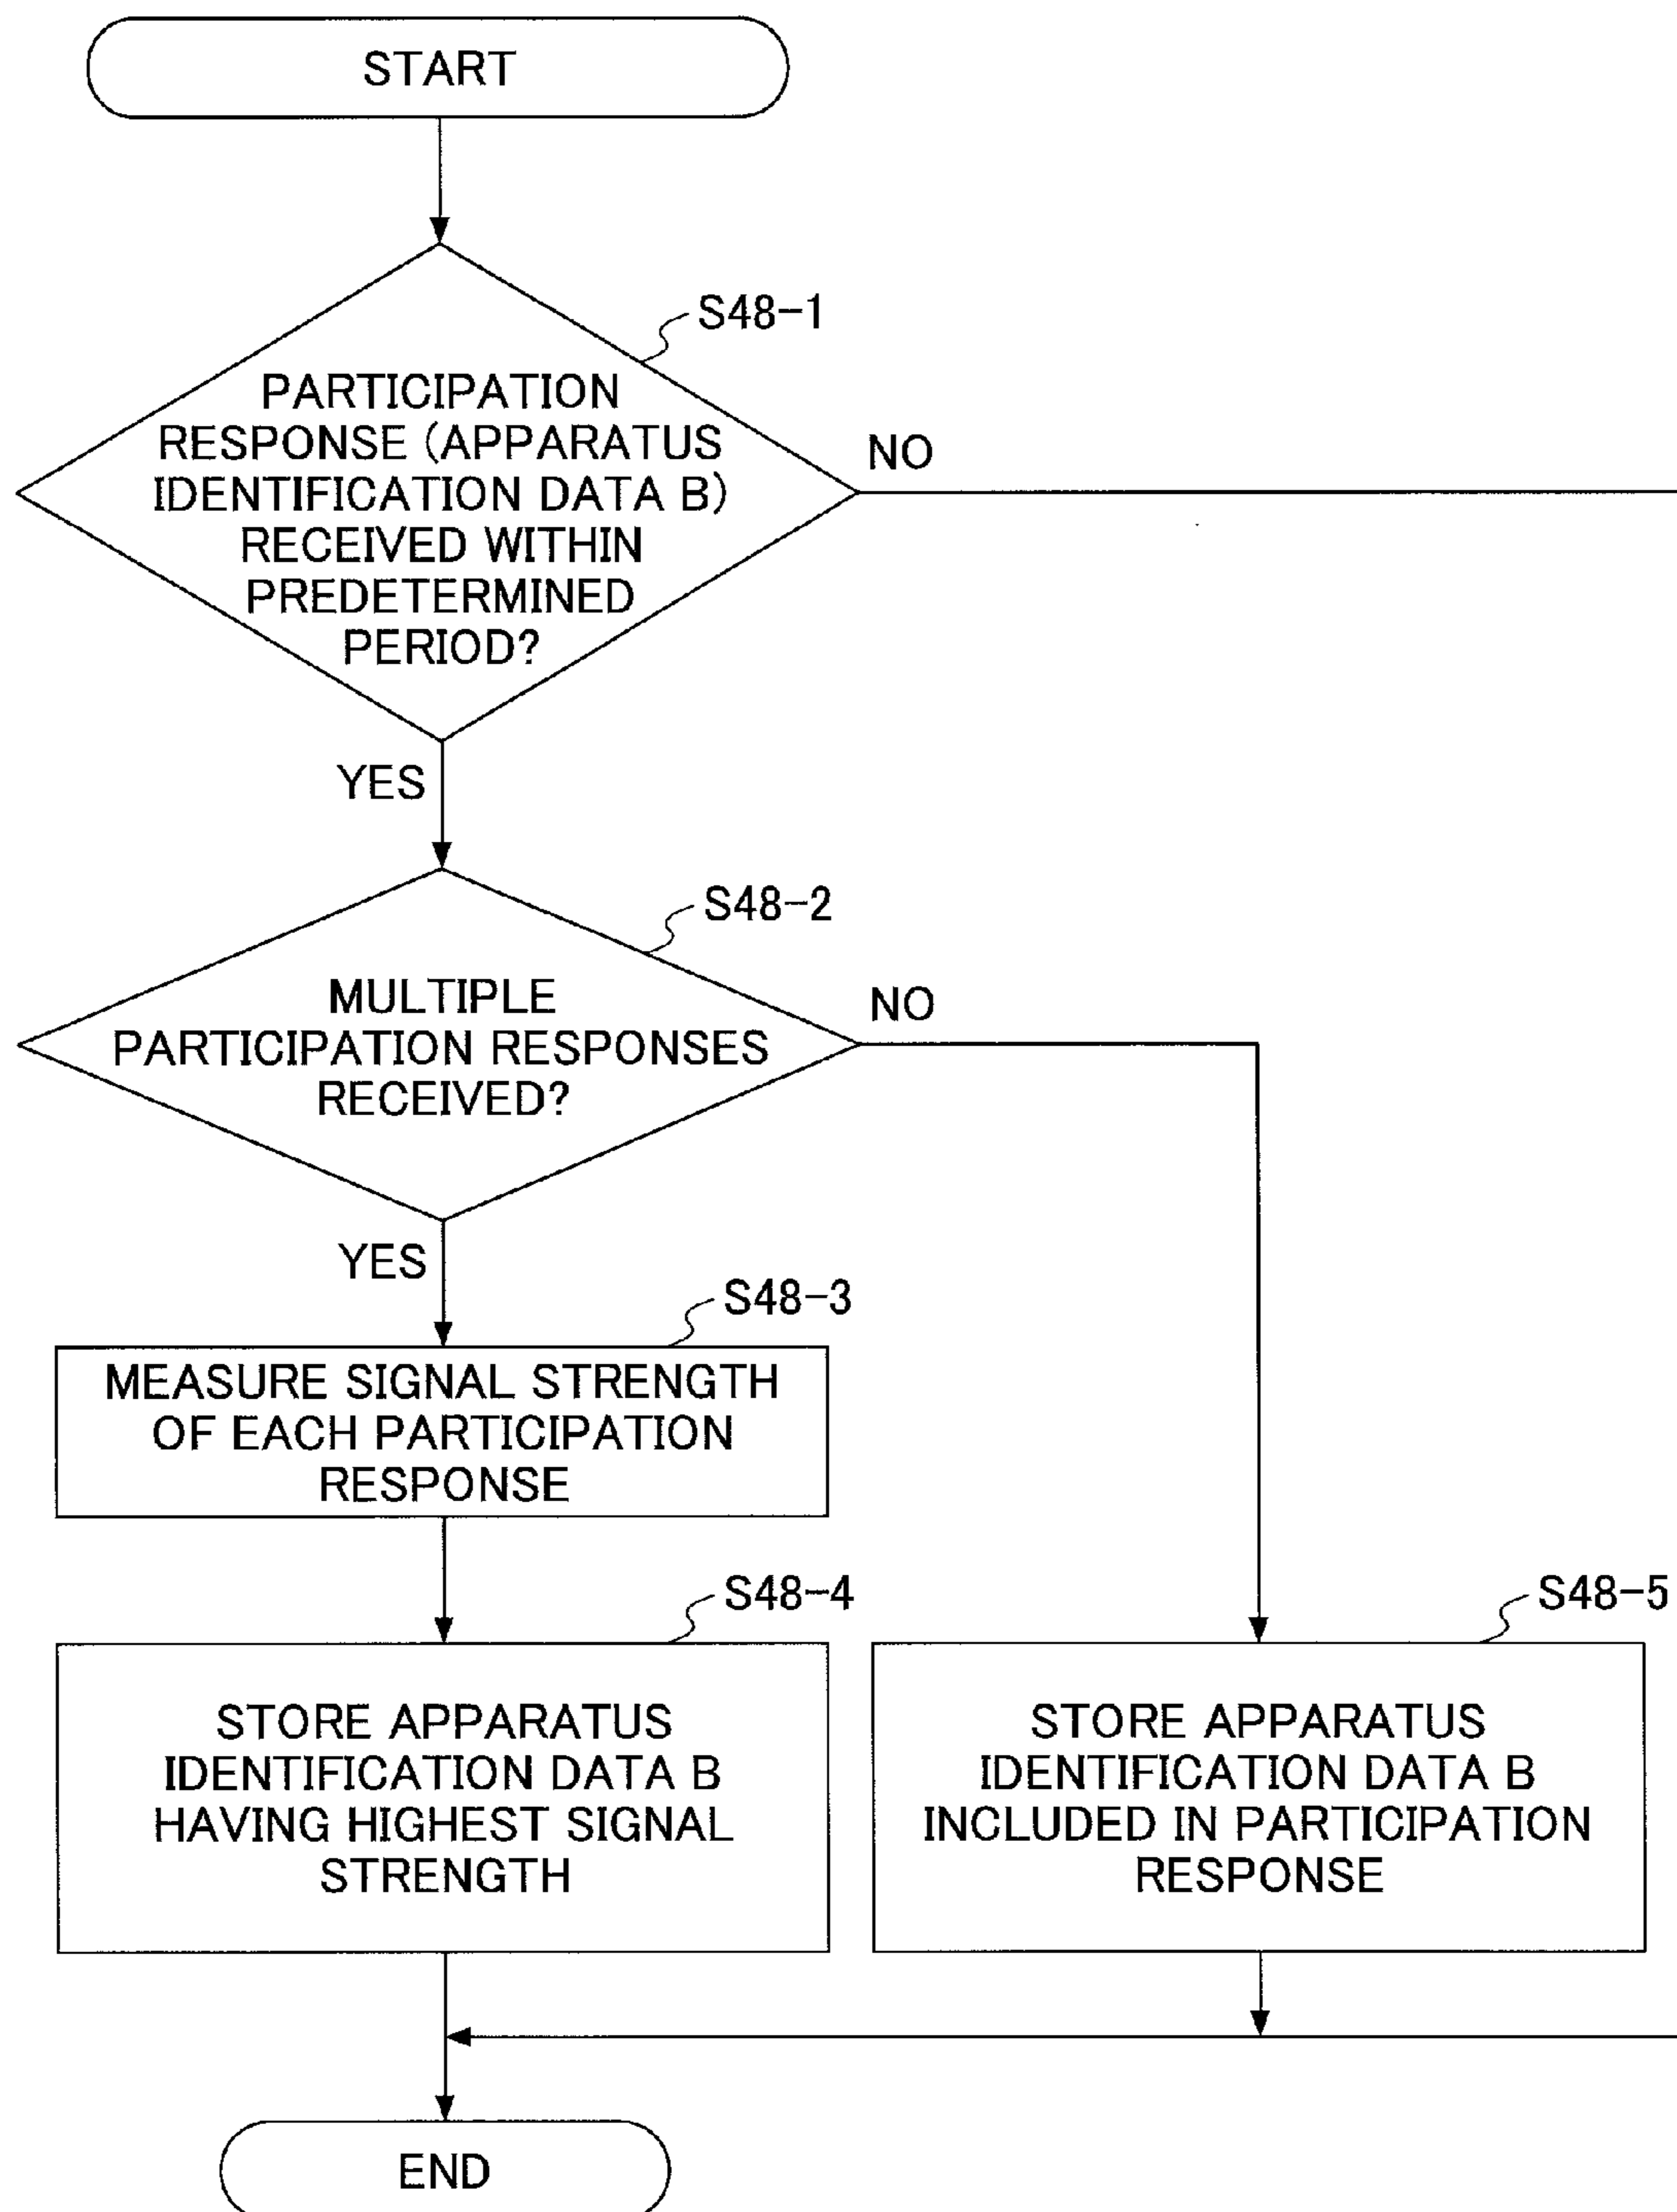 START
S48-1
PARTICIPATION
RESPONSE (APPARATUS
IDENTIFICATION DATA B)
RECEIVED WITHIN
PREDETERMINED
PERIOD?
NO
YES
S48-2
MULTIPLE
PARTICIPATION RESPONSES
RECEIVED?
NO
YES
S48-3
MEASURE SIGNAL STRENGTH
OF EACH PARTICIPATION
RESPONSE
S48-4
STORE APPARATUS
IDENTIFICATION DATA B
HAVING HIGHEST SIGNAL
STRENGTH
S48-5
STORE APPARATUS
IDENTIFICATION DATA B
INCLUDED IN PARTICIPATION
RESPONSE
END